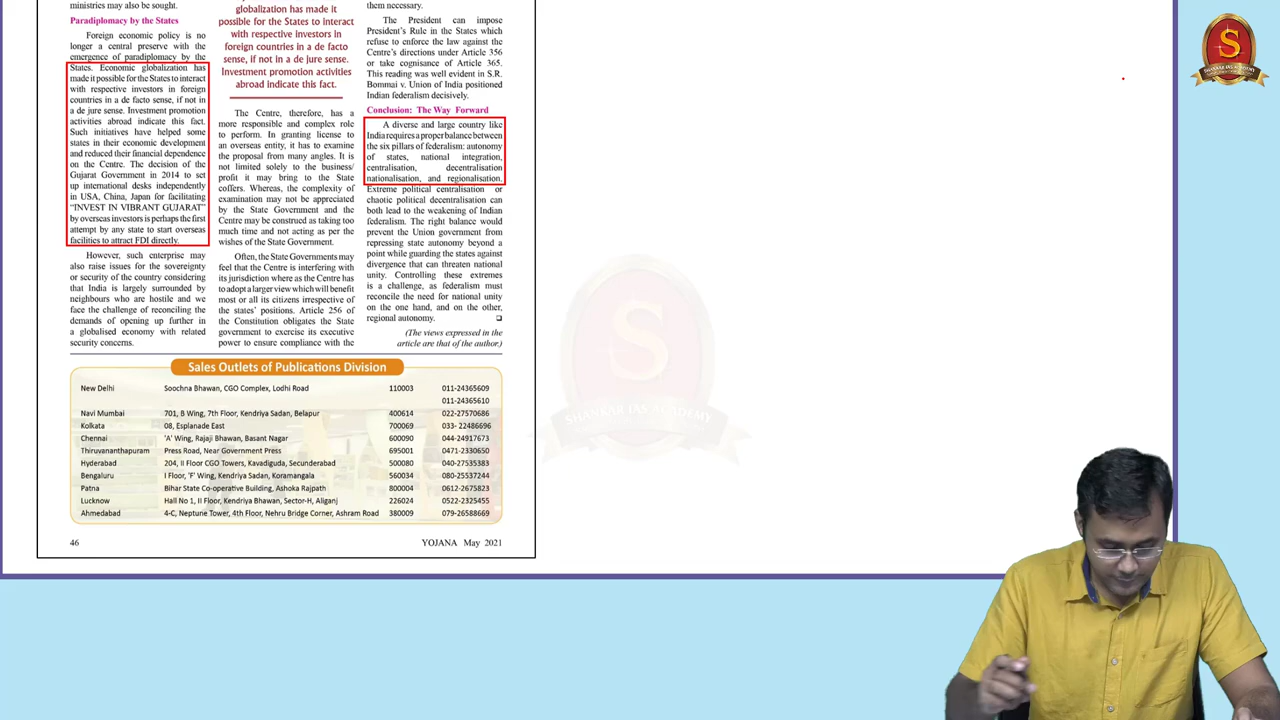 ministries may also be sought.
Paradiplomacy by the States
Foreign economic policy is no
longer a central preserve with the
emergence of paradiplomacy by the
States. Economic globalization has
made it possible for the States to interact
with respective investors in foreign
countries in a de facto sense, if not in
a de jure sense. Investment promotion
activities abroad indicate this fact.
Such initiatives have helped some
states in their economic development
and reduced their financial dependence
on the Centre. The decision of the
Gujarat Government in 2014 to set
up international desks independently
in USA, China, Japan for facilitating
“INVEST IN VIBRANT GUJARAT”
by overseas investors is perhaps the first
attempt by any state to start overseas
facilities to attract FDI directly.
However, such enterprise may
also raise issues for the sovereignty
or security of the country considering
that India is largely surrounded by
neighbours who are hostile and we
face the challenge of reconciling the
demands of opening up further in
a globalised economy with related
security concerns.
globalization has made it
possible for the States to interact
with respective investors in
foreign countries in a de facto
sense, if not in a de jure sense.
Investment promotion activities
abroad indicate this fact.
The Centre, therefore, has a
more responsible and complex role
to perform. In granting license to
an overseas entity, it has to examine
the proposal from many angles. It is
not limited solely to the business/
profit it may bring to the State
coffers. Whereas, the complexity of
examination may not be appreciated
by the State Government and the
Centre may be construed as taking too
much time and not acting as per the
wishes of the State Government.
Often, the State Governments may
feel that the Centre is interfering with
its jurisdiction where as the Centre has
to adopt a larger view which will benefit
most or all its citizens irrespective of
the states’ positions. Article 256 of
the Constitution obligates the State
government to exercise its executive
power to ensure compliance with the
them necessary.
The President can impose
President’s Rule in the States which
refuse to enforce the law against the
Centre’s directions under Article 356
or take cognisance of Article 365.
This reading was well evident in S.R.
Bommai v. Union of India positioned
Indian federalism decisively.
Conclusion: The Way Forward
A diverse and large country like
India requires a proper balance between
the six pillars of federalism: autonomy
of states, national integration,
centralisation, decentralisation
nationalisation, and regionalisation.
Extreme political centralisation or
chaotic political decentralisation can
both lead to the weakening of Indian
federalism. The right balance would
prevent the Union government from
repressing state autonomy beyond a
point while guarding the states against
divergence that can threaten national
unity. Controlling these extremes
is a challenge, as federalism must
reconcile the need for national unity
on the one hand, and on the other,
regional autonomy.
(The views expressed in the
article are that of the author.)
Sales Outlets of Publications Division
New Delhi Soochna Bhawan, CGO Complex, Lodhi Road 110003 011-24365609
011-24365610
Navi Mumbai 701, B Wing, 7th Floor, Kendriya Sadan, Belapur 400614 022-27570686
Kolkata 08, Esplanade East 700069 033- 22486696
Chennai 'A' Wing, Rajaji Bhawan, Basant Nagar 600090 044-24917673
Thiruvananthapuram Press Road, Near Government Press 695001 0471-2330650
Hyderabad 204, II Floor CGO Towers, Kavadiguda, Secunderabad 500080 040-27535383
Bengaluru I Floor, 'F' Wing, Kendriya Sadan, Koramangala 560034 080-25537244
Patna Bihar State Co-operative Building, Ashoka Rajpath 800004 0612-2675823
Lucknow Hall No 1, II Floor, Kendriya Bhawan, Sector-H, Aliganj 226024 0522-2325455
Ahmedabad 4-C, Neptune Tower, 4th Floor, Nehru Bridge Corner, Ashram Road 380009 079-26588669
46 YOJANA May 2021
S
SHANKAR IAS ACADEMY
S